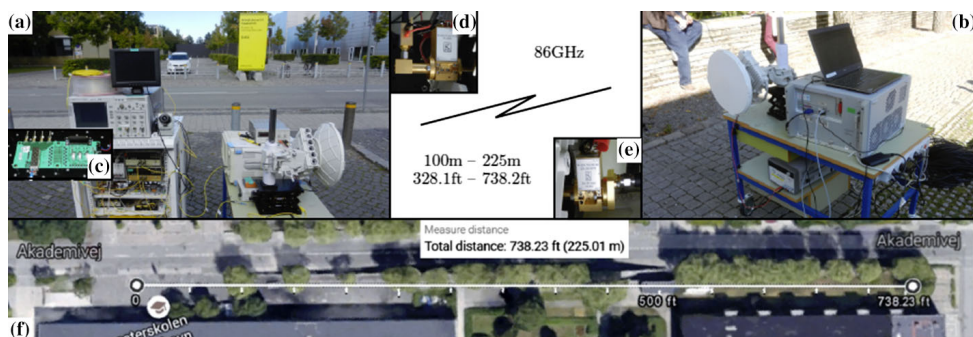 (a)
(d)
(b)
86GHz
(c)
(e)
100m – 225m
328.1ft – 738.2ft
Measure distance
Total distance: 738.23 ft (225.01 m)
Akademivej
Akademivej
0
500 ft
738.23 ft
(f)